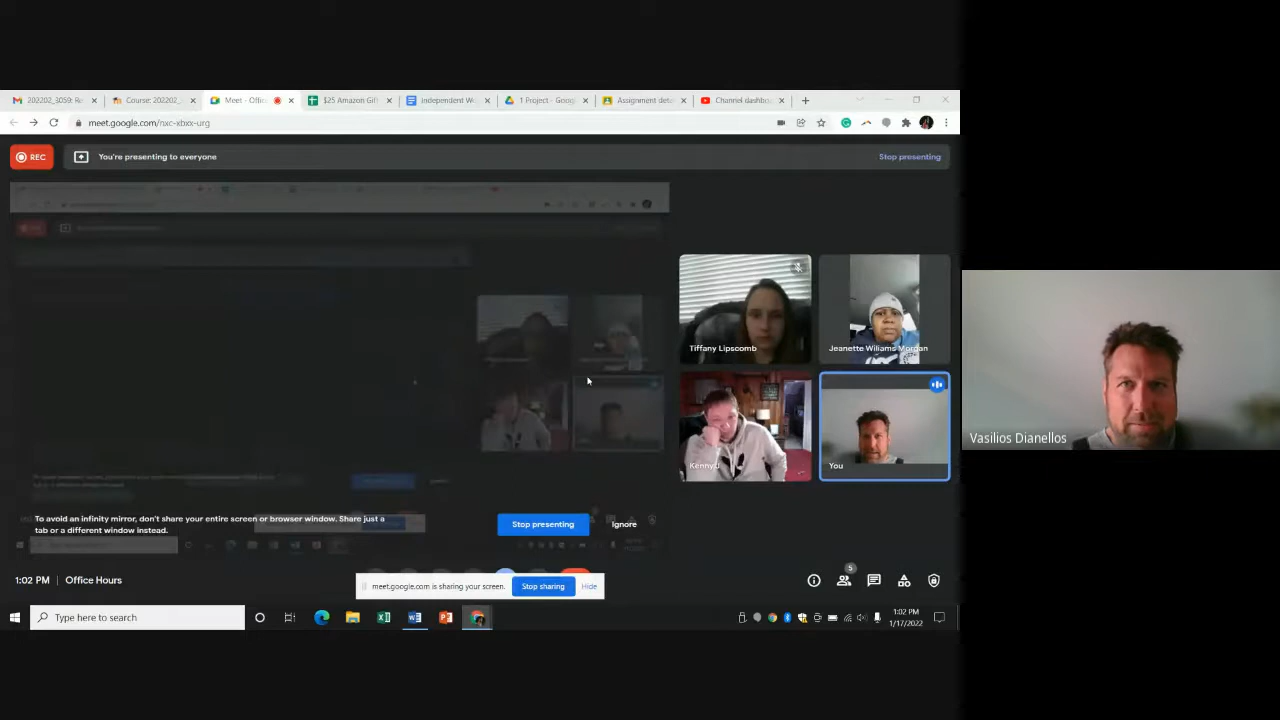 202202_3059: Re
Course: 202202_
Meet - Offic
$25 Amazon Gif
Independent W
1 Project - Goog
Assignment deta
Channel dashbo
meet.google.com/nxc-xbxx-urg
REC
You're presenting to everyone
Stop presenting
Tiffany Lipscomb
Jeanette Wiliams Morgan
Kenny
You
Vasilios Dianellos
To avoid an infinity mirror, don't share your entire screen or browser window. Share just a
tab or a different window instead.
Stop presenting
Ignore
1:02 PM | Office Hours
meet.google.com is sharing your screen.
Stop sharing
Hide
5
Type here to search
1:02 PM
1/17/2022